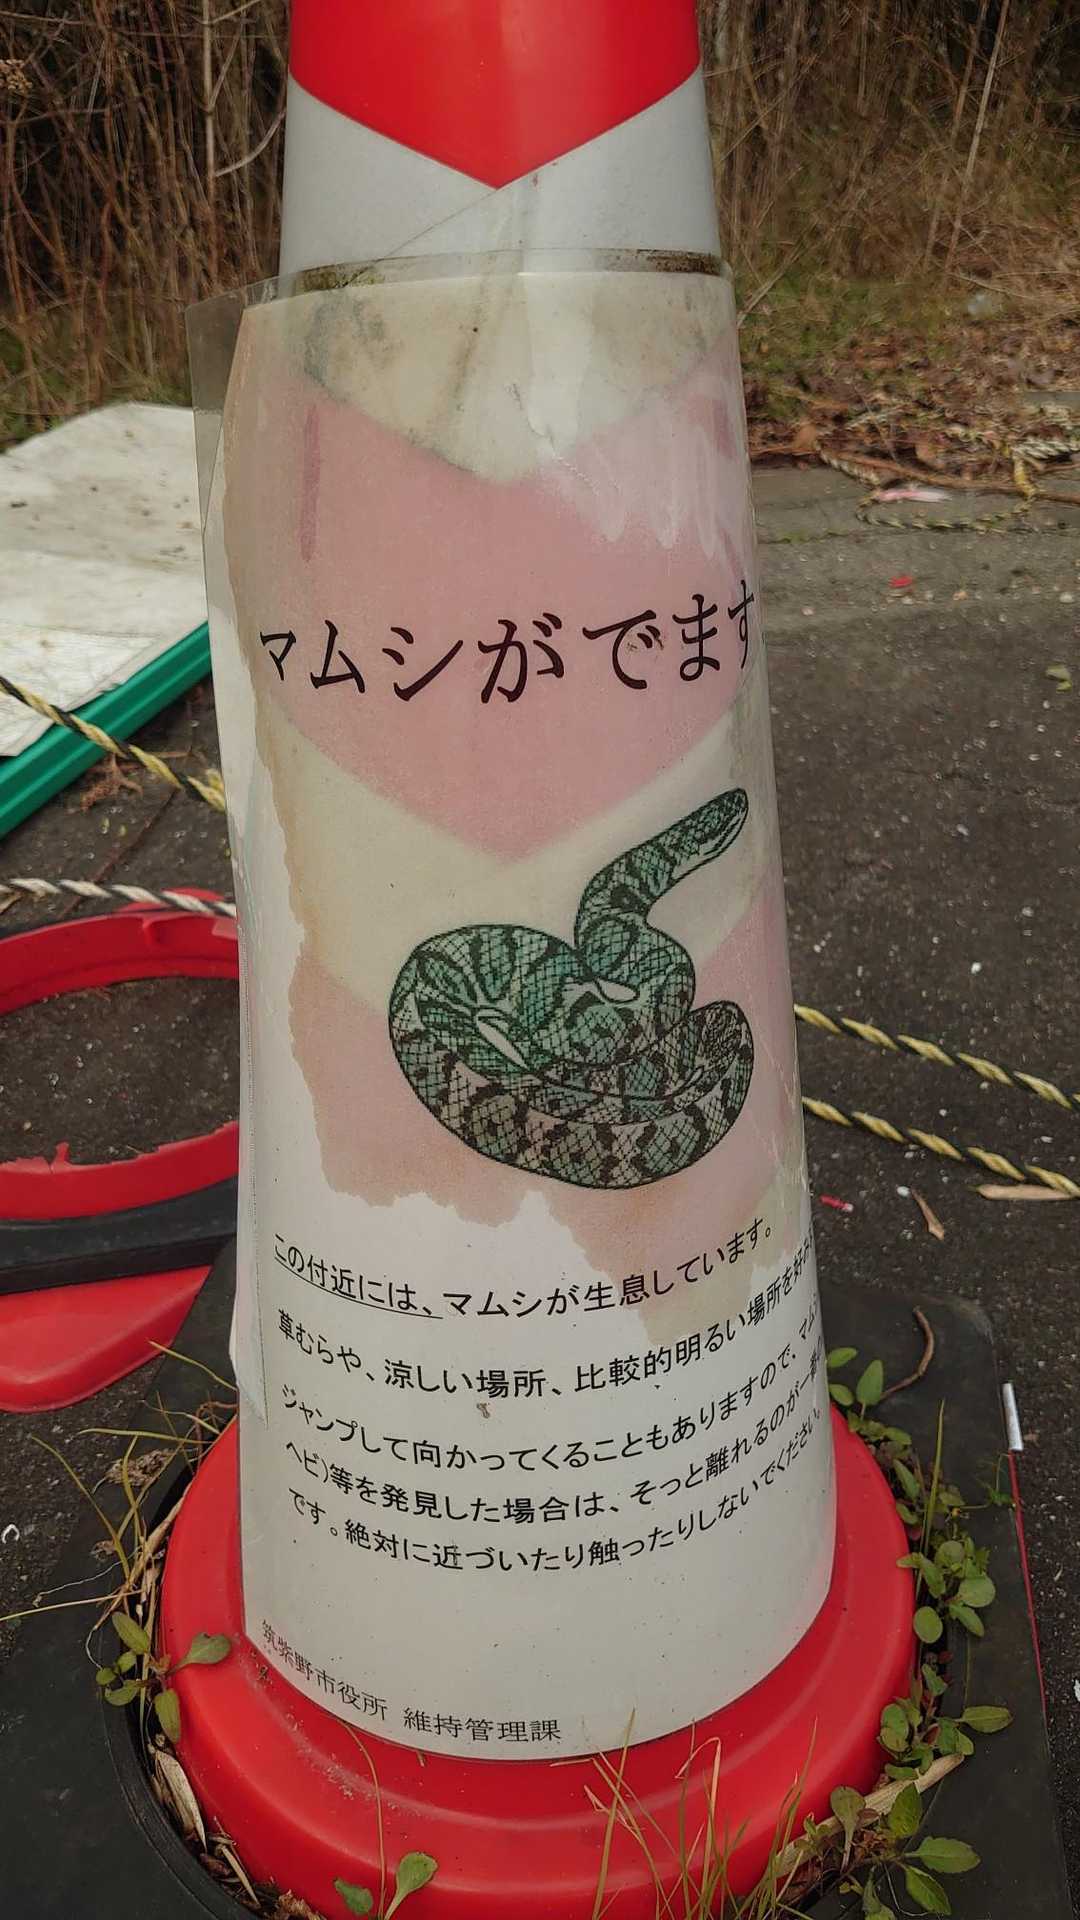 マムシがでます
この付近には、マムシが生息しています。
草むらや、涼しい場所、比較的明るい場所を好み
ジャンプして向かってくることもありますので、マム
ヘビ)等を発見した場合は、そっと離れるのが一番
です。絶対に近づいたり触ったりしないでください。
筑紫野市役所 維持管理課